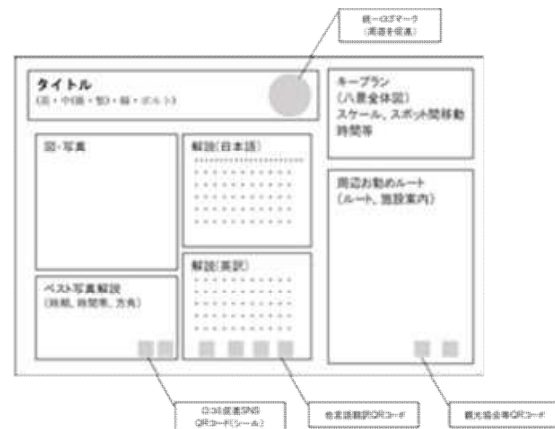 統一ロゴマーク
(周遊を促進)
タイトル
(英・中(簡・繁)・韓・ポルトガル)
キープラン
(八景全体図)
スケール、スポット間移動
時間等
図・写真
解説(日本語)
周辺お勧めルート
(ルート、施設案内)
解説(英訳)
ベスト写真解説
(時期、時間帯、方角)
口コミ促進SNS
QRコード(シール)
他言語翻訳QRコード
観光協会等QRコード